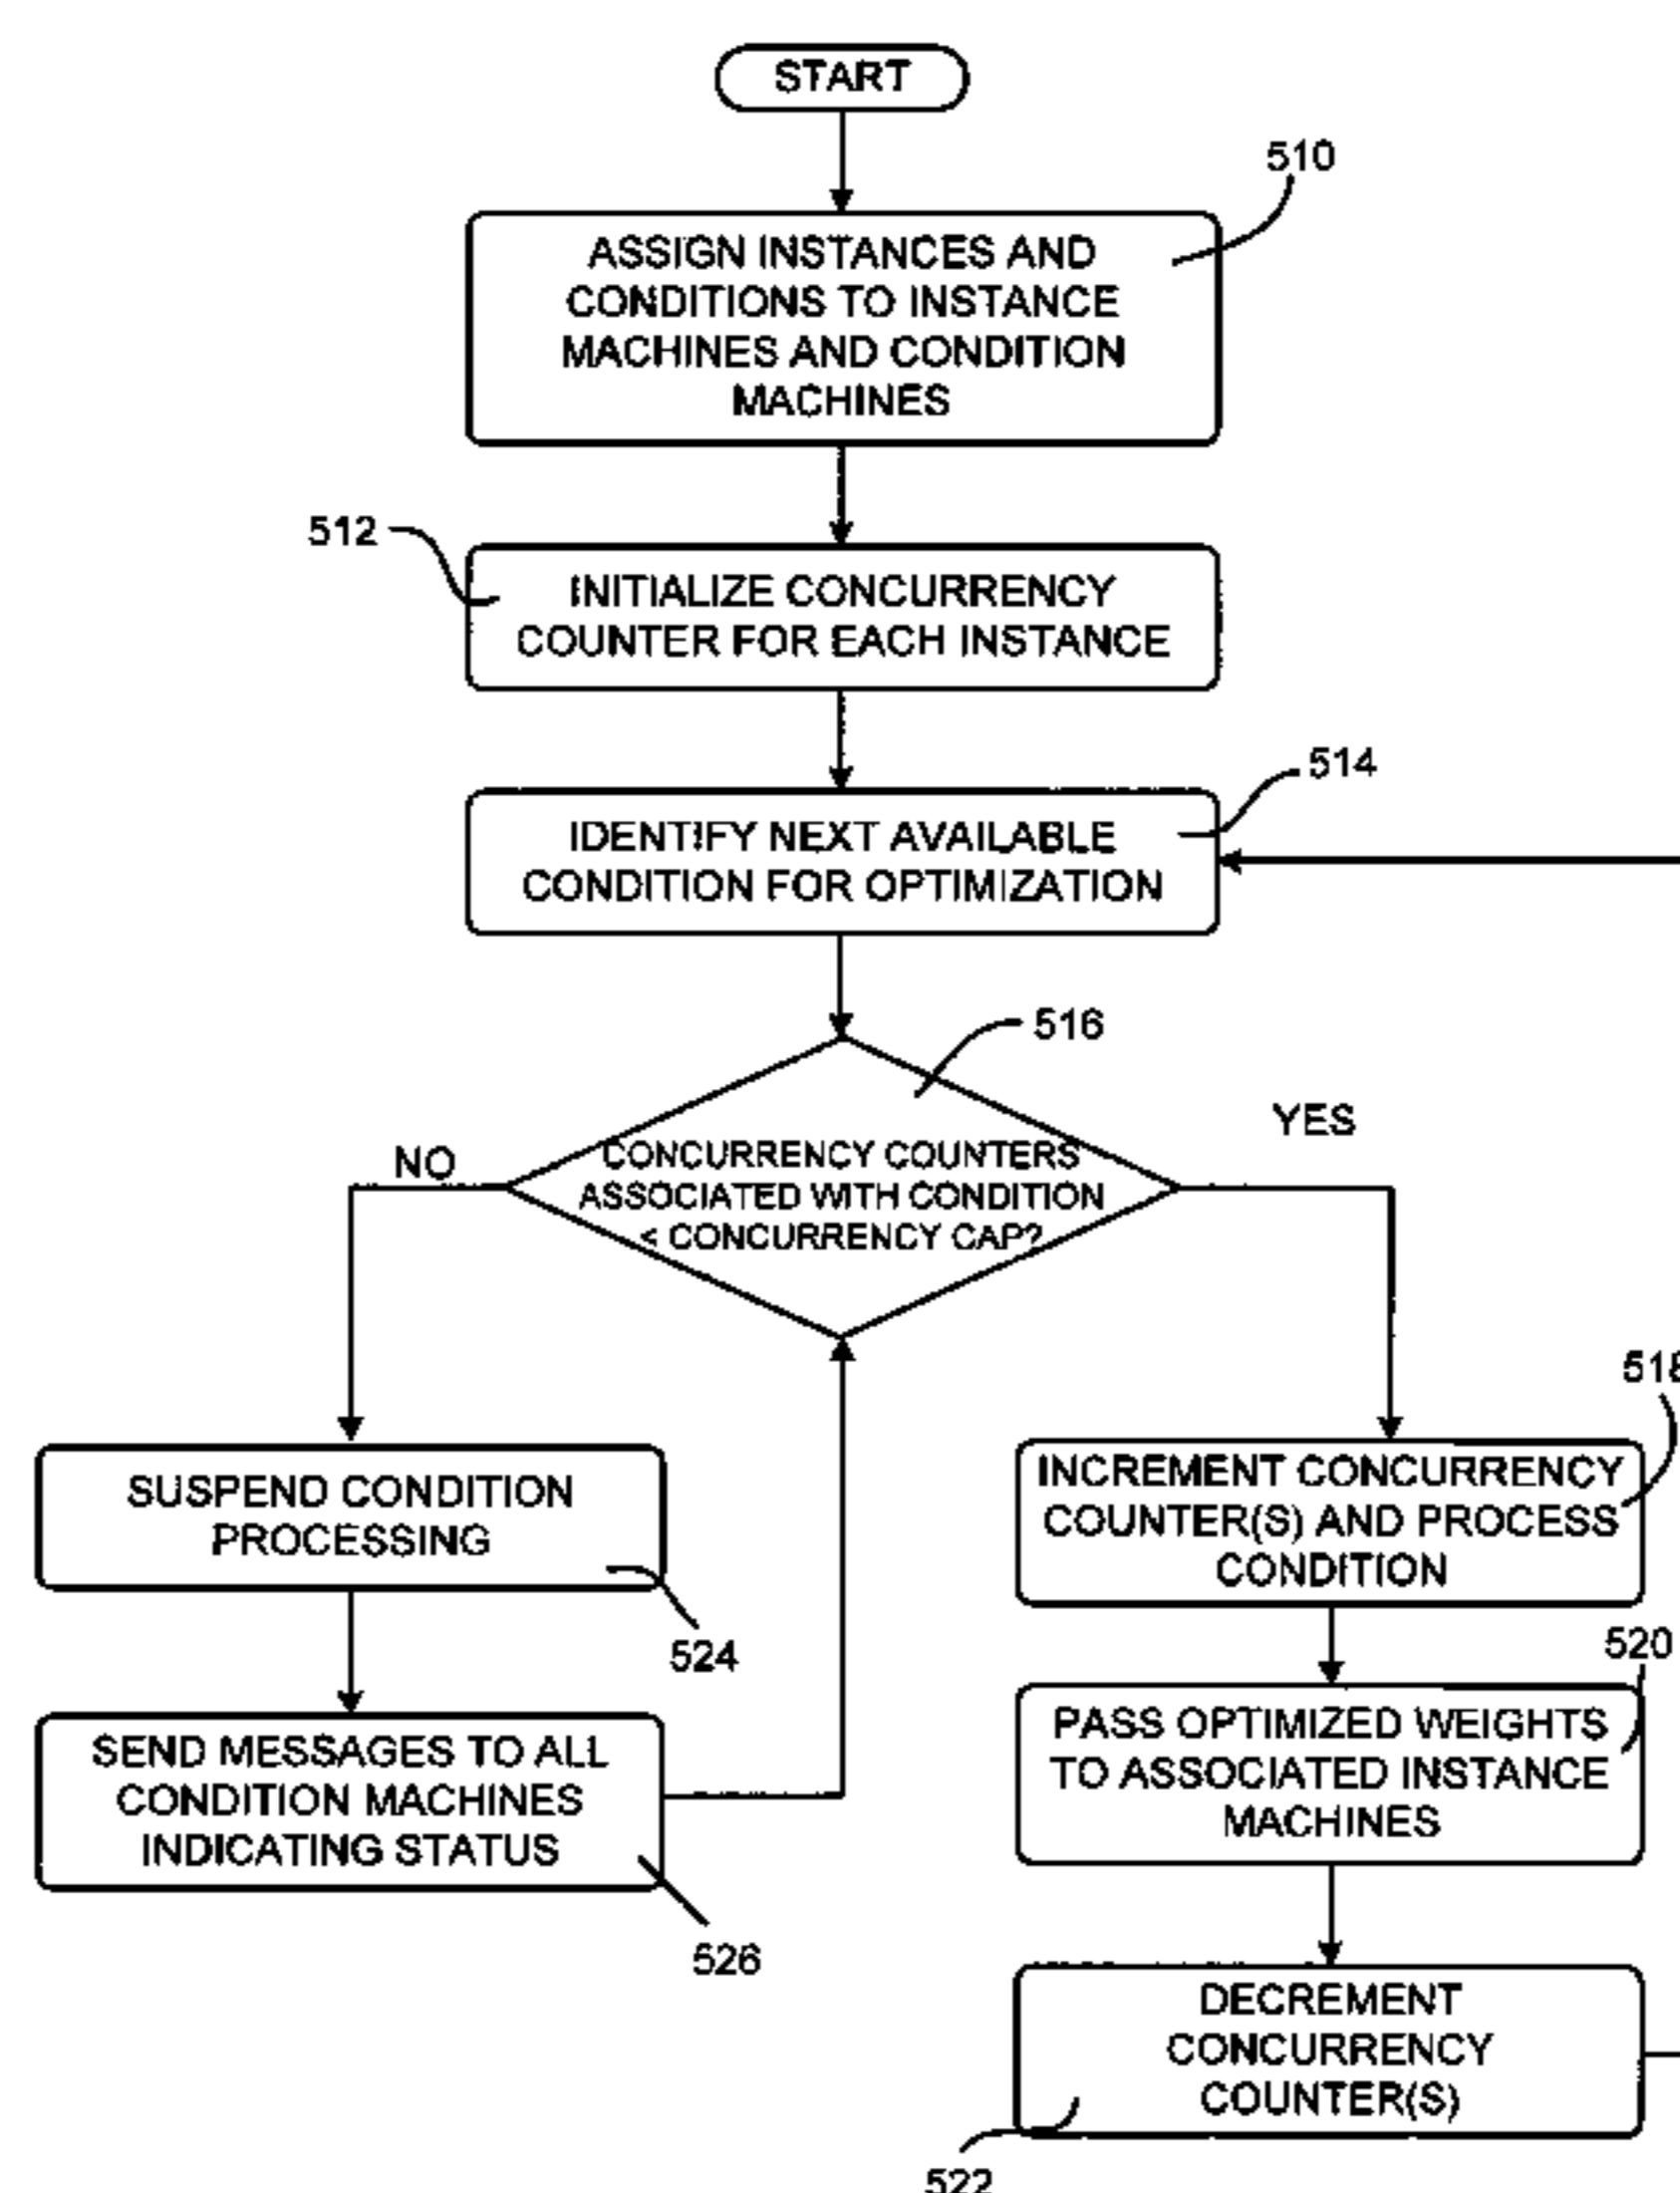 START
510
ASSIGN INSTANCES AND
CONDITIONS TO INSTANCE
MACHINES AND CONDITION
MACHINES
512
INITIALIZE CONCURRENCY
COUNTER FOR EACH INSTANCE
514
IDENTIFY NEXT AVAILABLE
CONDITION FOR OPTIMIZATION
516
NO
YES
CONCURRENCY COUNTERS
ASSOCIATED WITH CONDITION
< CONCURRENCY CAP?
518
SUSPEND CONDITION
PROCESSING
524
INCREMENT CONCURRENCY
COUNTER(S) AND PROCESS
CONDITION
520
SEND MESSAGES TO ALL
CONDITION MACHINES
INDICATING STATUS
526
PASS OPTIMIZED WEIGHTS
TO ASSOCIATED INSTANCE
MACHINES
DECREMENT
CONCURRENCY
COUNTER(S)
522